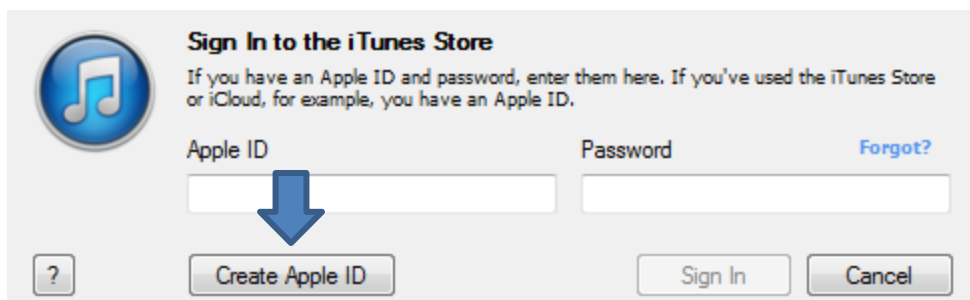 Sign In to the iTunes Store
If you have an Apple ID and password, enter them here. If you've used the iTunes Store
or iCloud, for example, you have an Apple ID.
Apple ID
Password
Forgot?
?
Create Apple ID
Sign In
Cancel